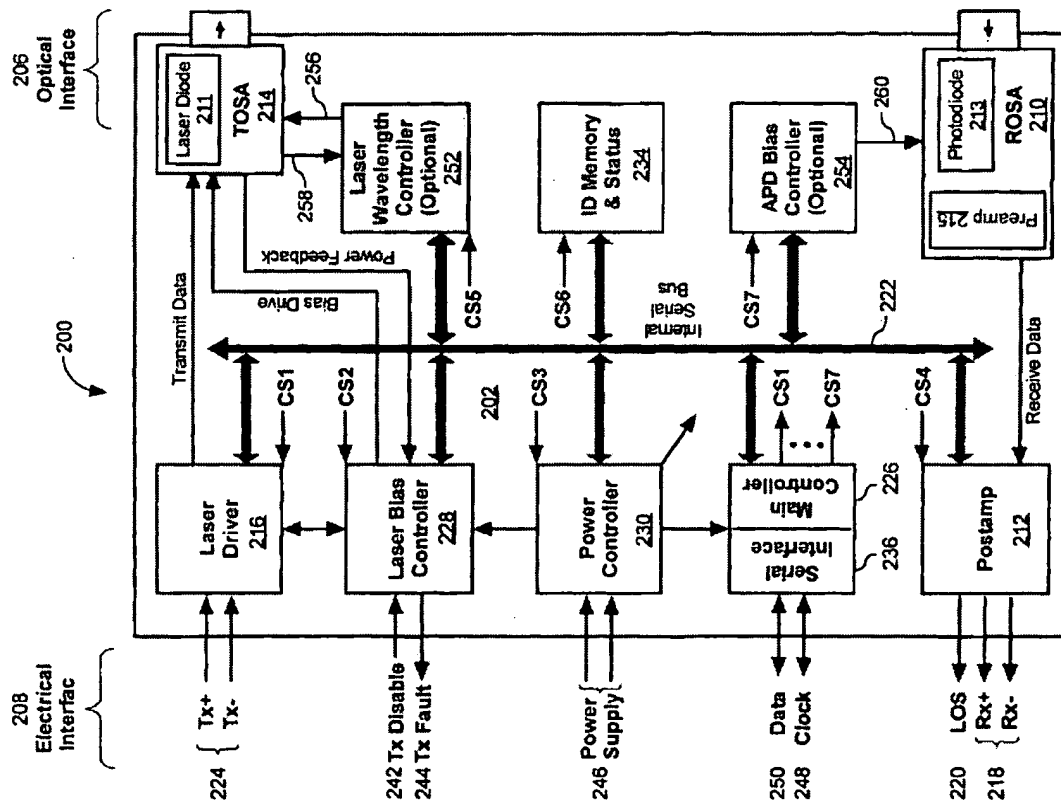 200
208
Electrical
Interfac
206
Optical
Interface
224
Tx+
Tx-
242 Tx Disable
244 Tx Fault
246
Power
Supply
250
Data
248
Clock
220
LOS
218
Rx+
Rx-
Laser
Driver
216
Laser Bias
Controller
228
Power
Controller
230
Serial
Interface
Main
Controller
236
226
Postamp
212
CS1
CS2
CS3
CS1
CS7
CS4
202
Transmit Data
Bias Drive
Power Feedback
Internal
Serial
Bus
222
Receive Data
CS5
CS6
CS7
Laser Diode
211
TOSA
214
258
256
Laser
Wavelength
Controller
(Optional)
252
ID Memory
& Status
234
APD Bias
Controller
(Optional)
254
260
Preamp 215
Photodiode
213
ROSA
210